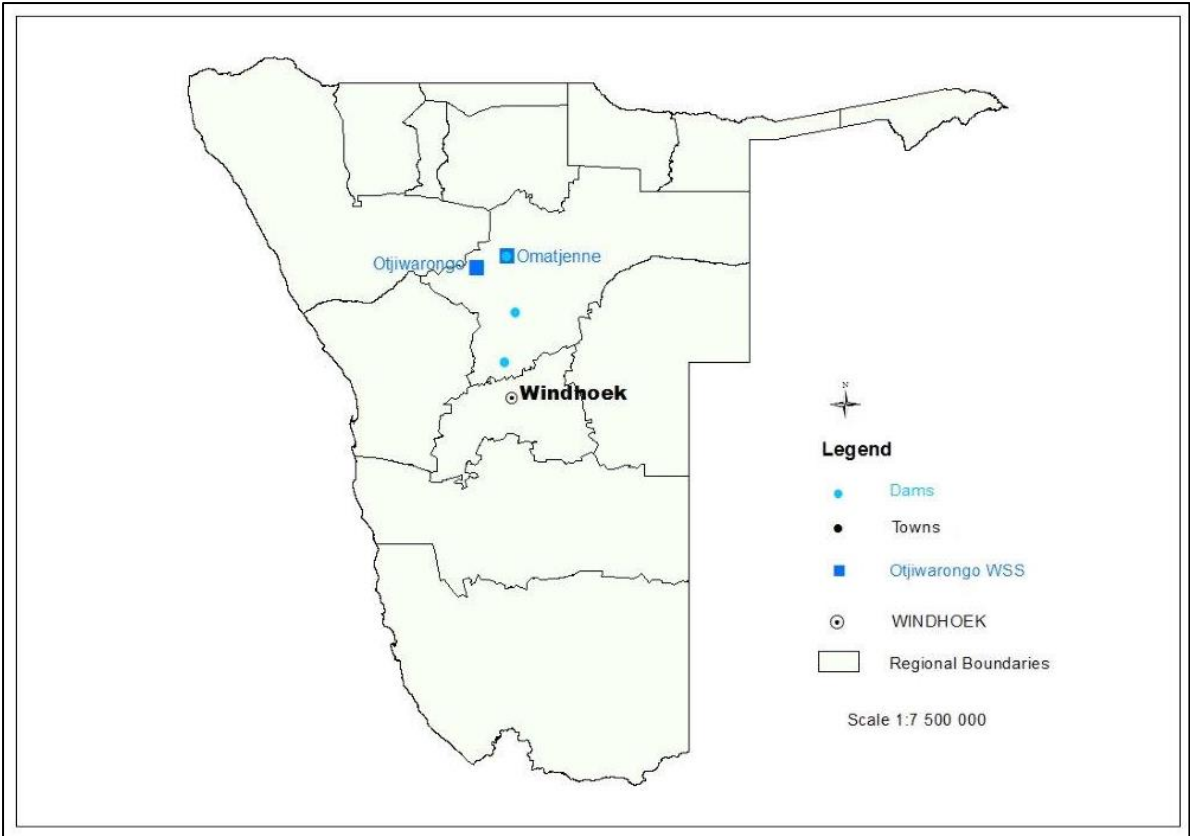 Otjiwarongo
Omatjenne
Windhoek
N
Legend
Dams
Towns
Otjiwarongo WSS
WINDHOEK
Regional Boundaries
Scale 1:7 500 000